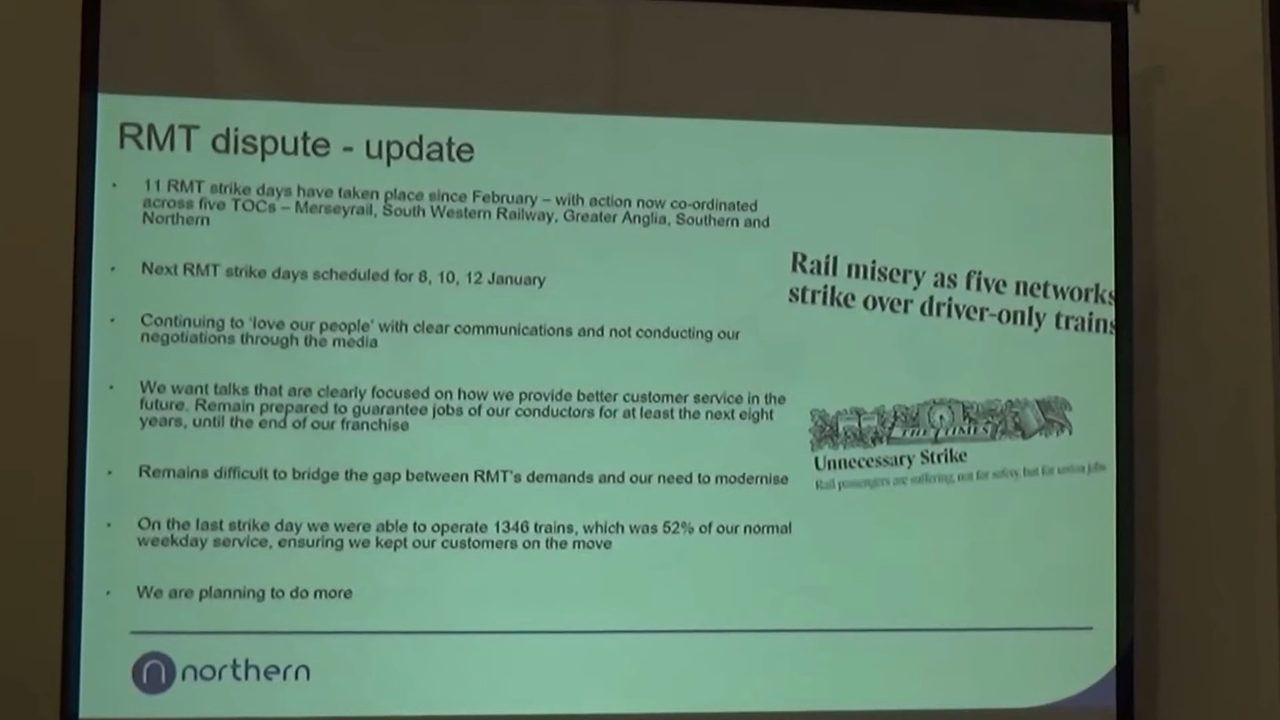 RMT dispute - update
· 11 RMT strike days have taken place since February – with action now co-ordinated
across five TOCs – Merseyrail, South Western Railway, Greater Anglia, Southern and
Northern
· Next RMT strike days scheduled for 8, 10, 12 January
· Continuing to 'love our people' with clear communications and not conducting our
negotiations through the media
· We want talks that are clearly focused on how we provide better customer service in the
future. Remain prepared to guarantee jobs of our conductors for at least the next eight
years, until the end of our franchise
· Remains difficult to bridge the gap between RMT's demands and our need to modernise
· On the last strike day we were able to operate 1346 trains, which was 52% of our normal
weekday service, ensuring we kept our customers on the move
· We are planning to do more
Rail misery as five networks
strike over driver-only trains
THE TIMES
Unnecessary Strike
Rail passengers are suffering, not for safety, but for union jobs
n northern